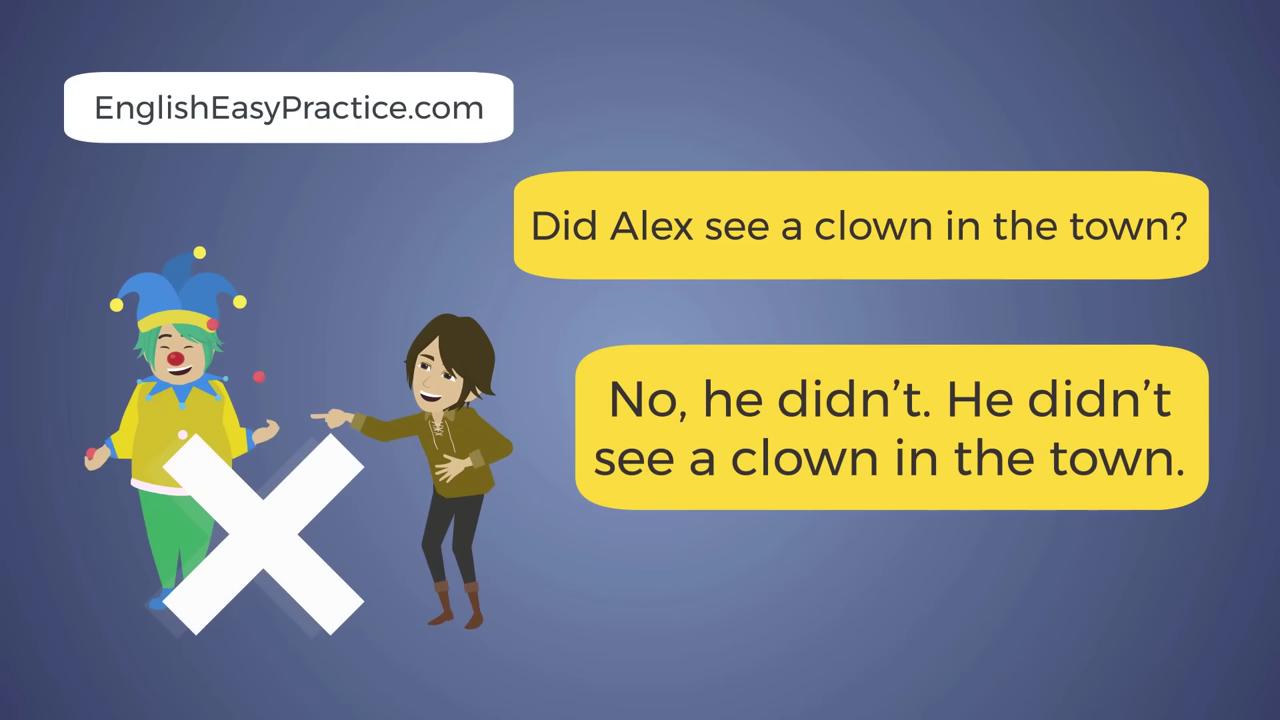 EnglishEasyPractice.com
Did Alex see a clown in the town?
No, he didn’t. He didn’t
see a clown in the town.